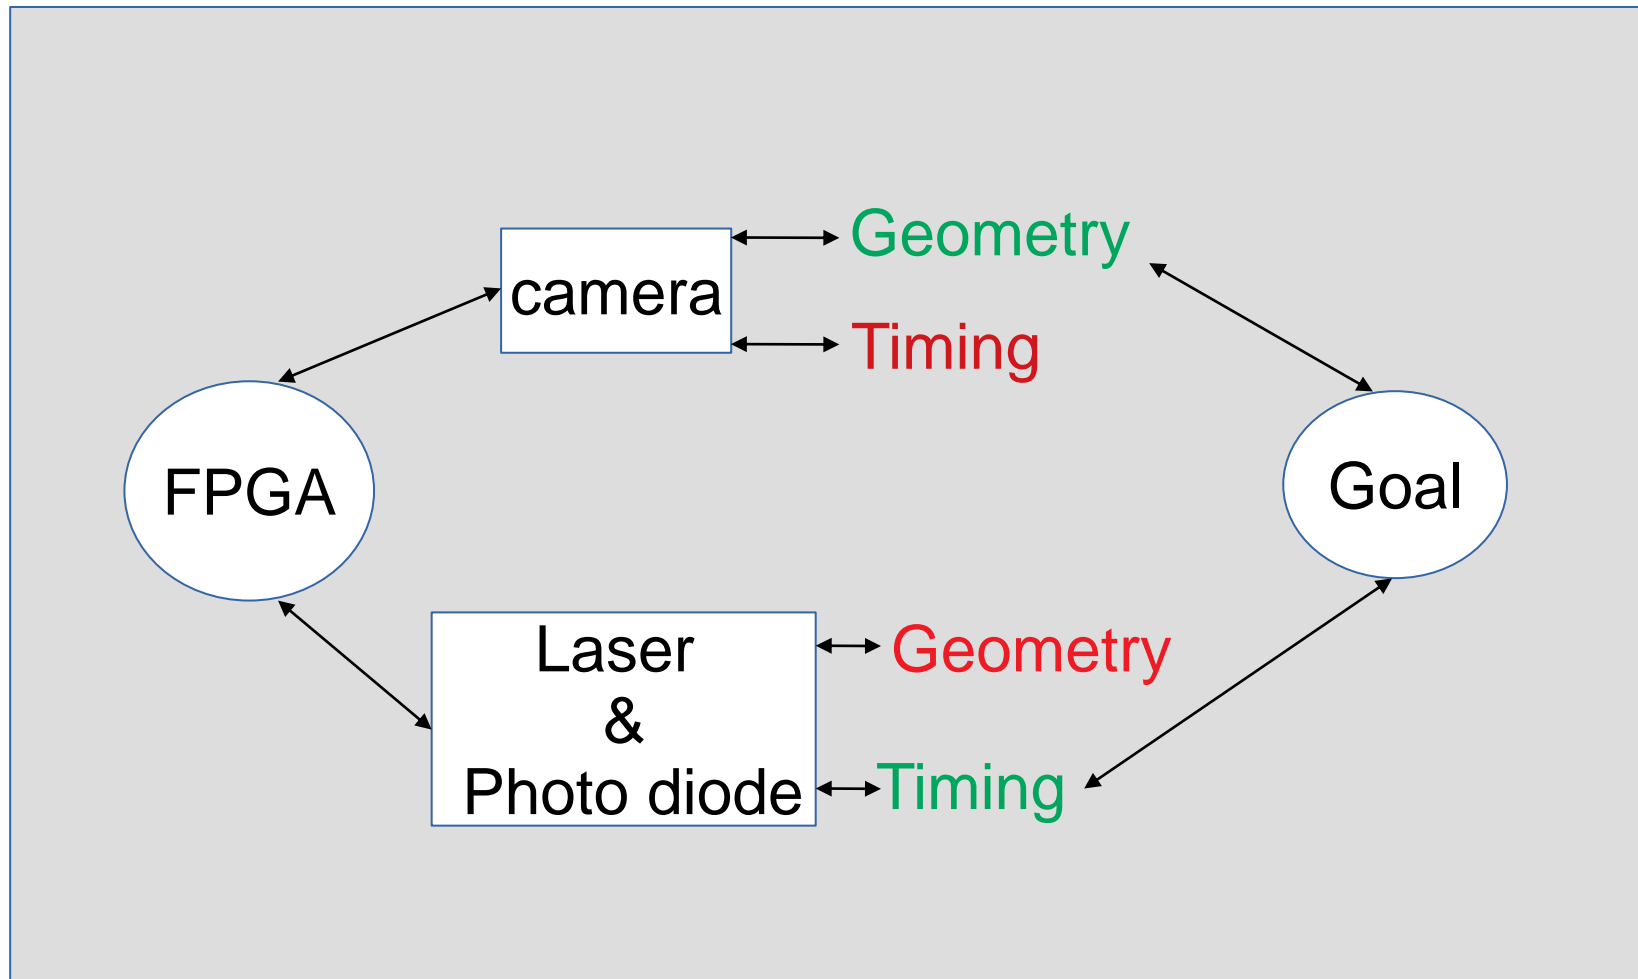 Geometry
camera
Timing
FPGA
Goal
Laser
&
Photo diode
Geometry
Timing